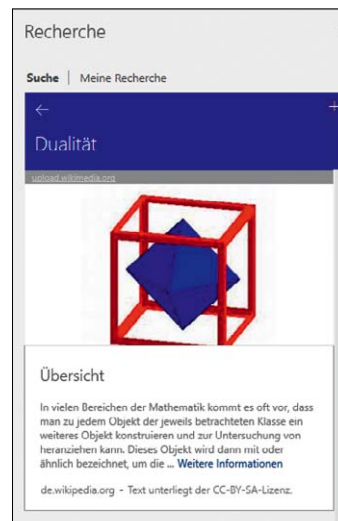 Recherche
Suche | Meine Recherche
Dualität
upload.wikimedia.org
Übersicht
In vielen Bereichen der Mathematik kommt es oft vor, dass
man zu jedem Objekt der jeweils betrachteten Klasse ein
weiteres Objekt konstruieren und zur Untersuchung von
heranziehen kann. Dieses Objekt wird dann mit oder
ähnlich bezeichnet, um die ... Weitere Informationen
de.wikipedia.org - Text unterliegt der CC-BY-SA-Lizenz.